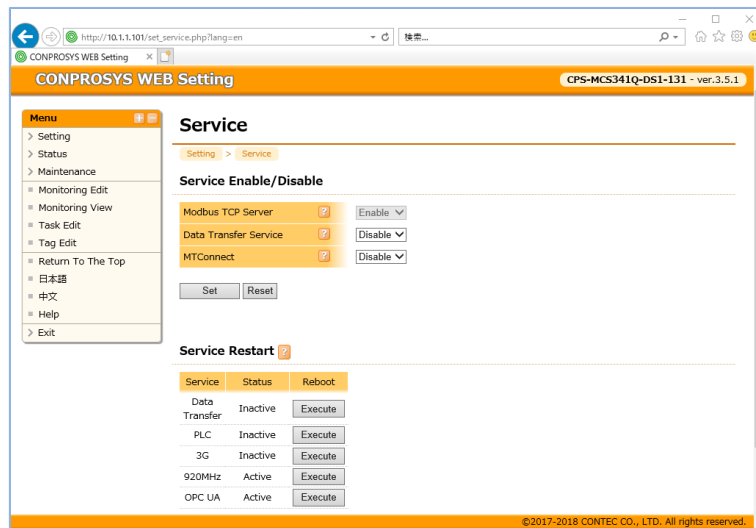 http://10.1.1.101/set_service.php?lang=en
検索...
CONPROSYS WEB Setting
CONPROSYS WEB Setting
CPS-MCS341Q-DS1-131 - ver.3.5.1
Menu
Setting
Status
Maintenance
Monitoring Edit
Monitoring View
Task Edit
Tag Edit
Return To The Top
日本語
中文
Help
Exit
Service
Setting > Service
Service Enable/Disable
Modbus TCP Server ? Enable
Data Transfer Service ? Disable
MTConnect ? Disable
Set Reset
Service Restart ?
Service Status Reboot
Data Transfer Inactive Execute
PLC Inactive Execute
3G Inactive Execute
920MHz Active Execute
OPC UA Active Execute
©2017-2018 CONTEC CO., LTD. All rights reserved.